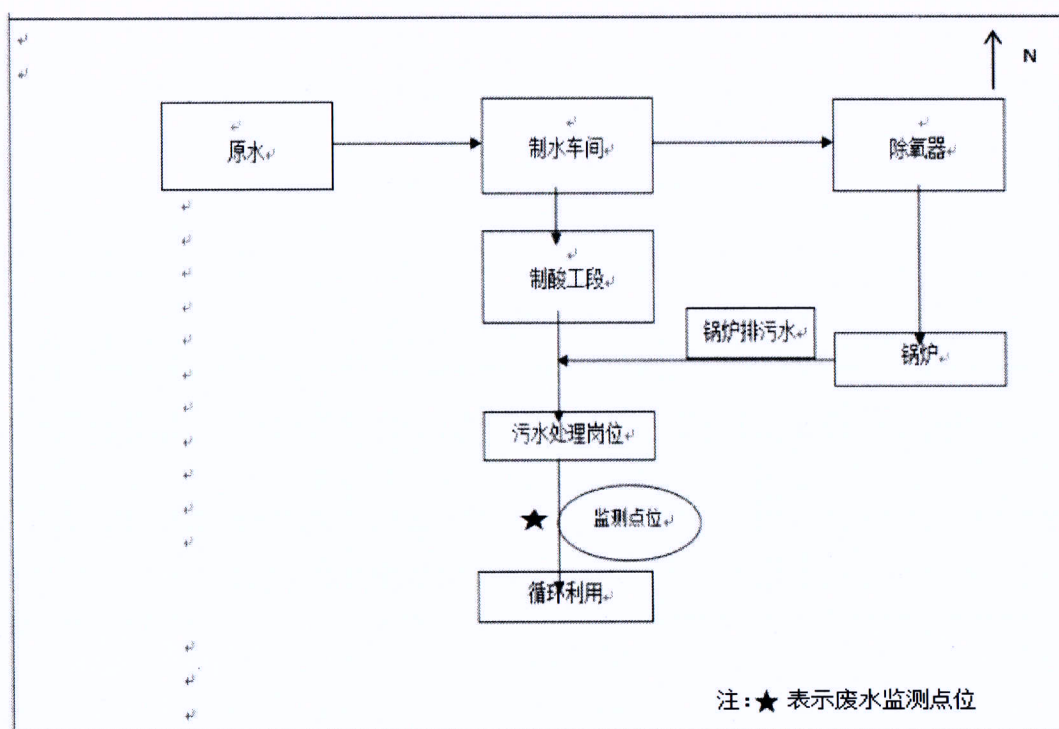 N
原水
制水车间
除氧器
制酸工段
锅炉排污水
锅炉
污水处理岗位
★
监测点位
循环利用
注:★ 表示废水监测点位